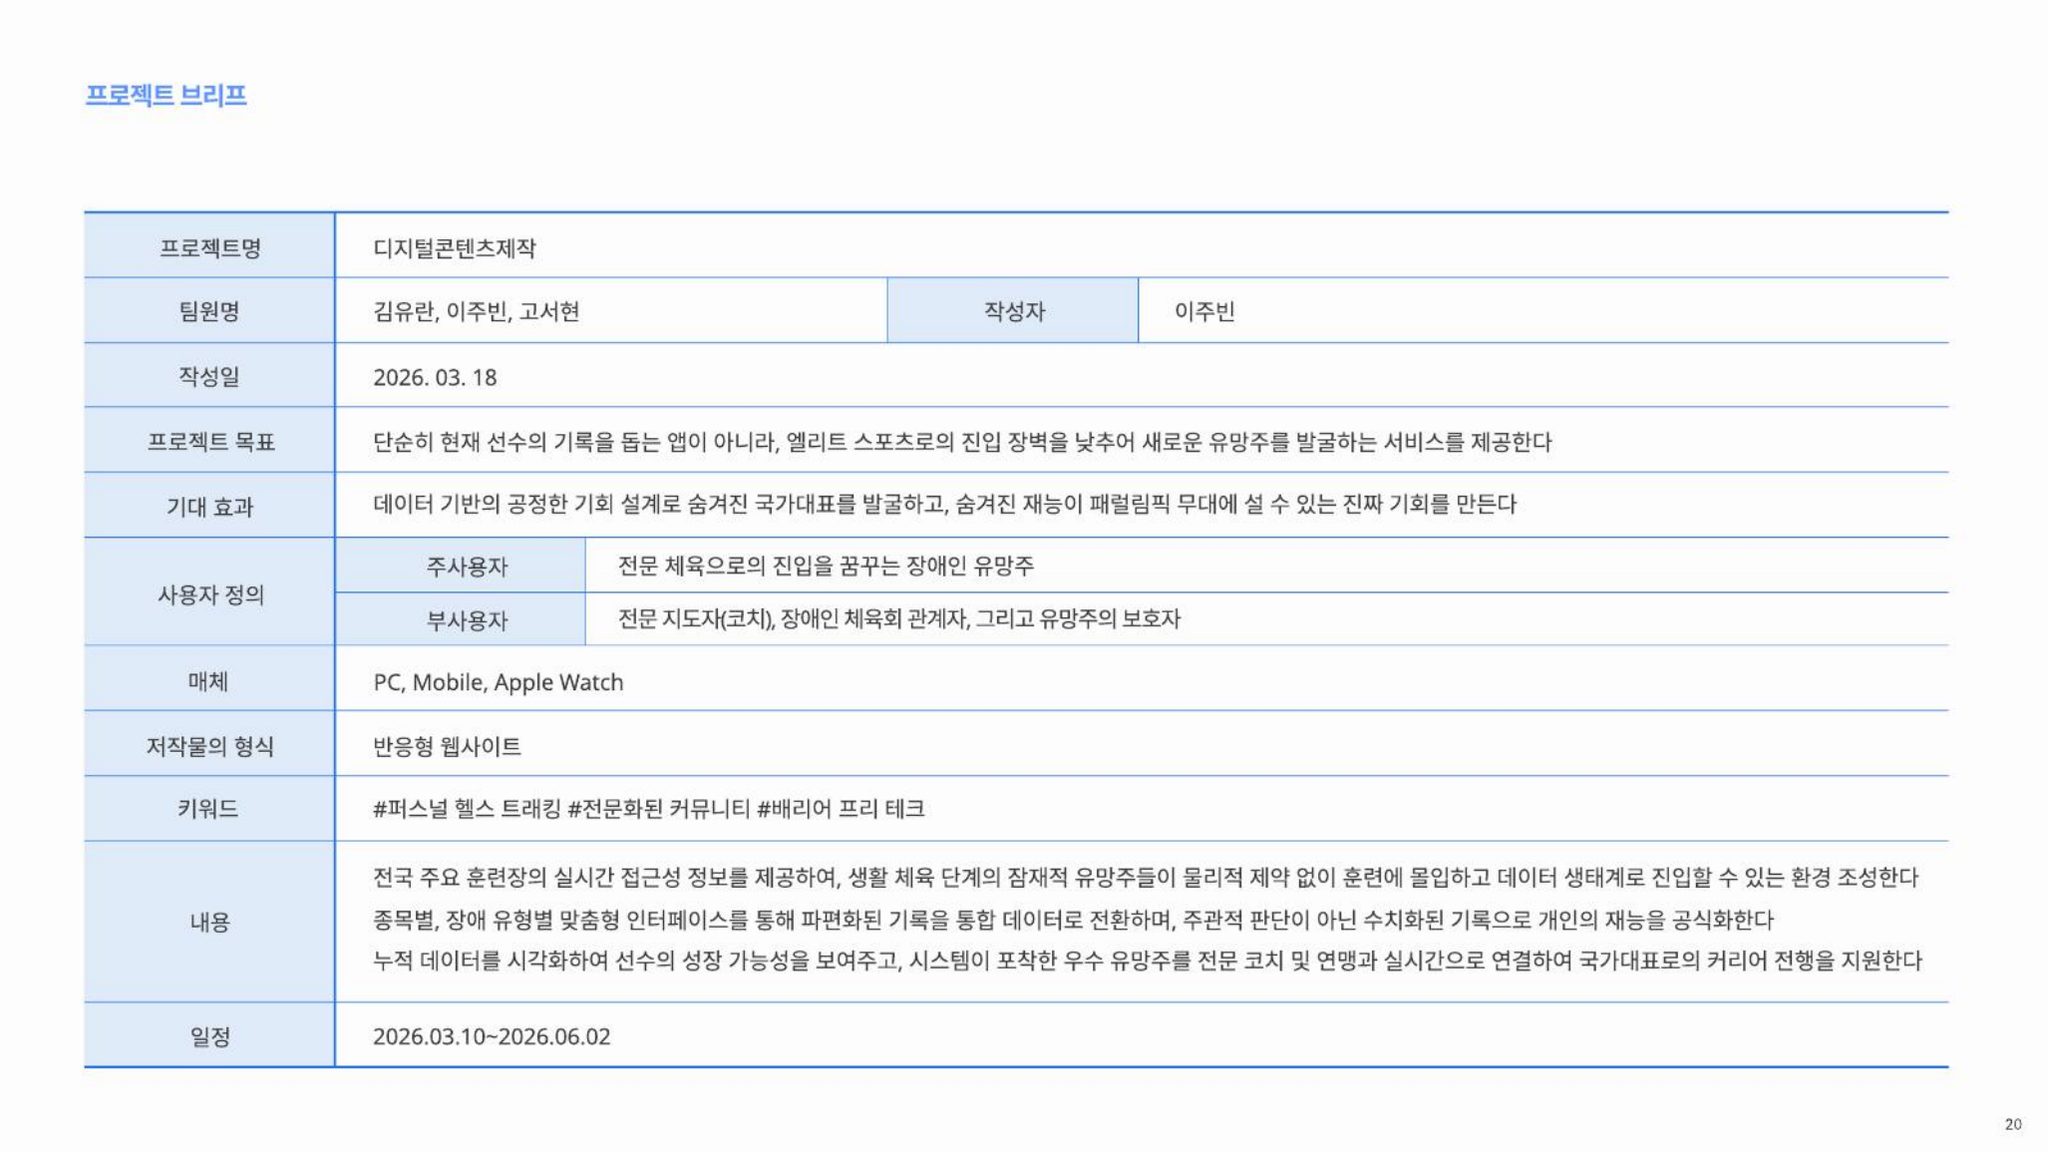 프로젝트 브리프
프로젝트명
디지털콘텐츠제작
팀원명
김유란, 이주빈, 고서현
작성자
이주빈
작성일
2026. 03. 18
프로젝트 목표
단순히 현재 선수의 기록을 돕는 앱이 아니라, 엘리트 스포츠로의 진입 장벽을 낮추어 새로운 유망주를 발굴하는 서비스를 제공한다
기대 효과
데이터 기반의 공정한 기회 설계로 숨겨진 국가대표를 발굴하고, 숨겨진 재능이 패럴림픽 무대에 설 수 있는 진짜 기회를 만든다
사용자 정의
주사용자
전문 체육으로의 진입을 꿈꾸는 장애인 유망주
부사용자
전문 지도자(코치), 장애인 체육회 관계자, 그리고 유망주의 보호자
매체
PC, Mobile, Apple Watch
저작물의 형식
반응형 웹사이트
키워드
#퍼스널 헬스 트래킹 #전문화된 커뮤니티 #배리어 프리 테크
내용
전국 주요 훈련장의 실시간 접근성 정보를 제공하여, 생활 체육 단계의 잠재적 유망주들이 물리적 제약 없이 훈련에 몰입하고 데이터 생태계로 진입할 수 있는 환경 조성한다
종목별, 장애 유형별 맞춤형 인터페이스를 통해 파편화된 기록을 통합 데이터로 전환하며, 주관적 판단이 아닌 수치화된 기록으로 개인의 재능을 공식화한다
누적 데이터를 시각화하여 선수의 성장 가능성을 보여주고, 시스템이 포착한 우수 유망주를 전문 코치 및 연맹과 실시간으로 연결하여 국가대표로의 커리어 전행을 지원한다
일정
2026.03.10~2026.06.02
20